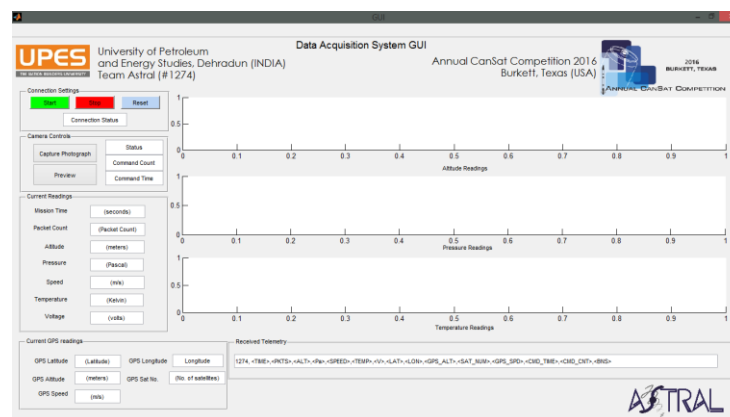 GUI
Data Acquisition System GUI
UPES
University of Petroleum
and Energy Studies, Dehradun (INDIA)
Team Astral (#1274)
Annual CanSat Competition 2016
Burkett, Texas (USA)
2016
BURKETT, TEXAS
ANNUAL CANSAT COMPETITION
Connection Settings
Start
Stop
Reset
Connection Status
Camera Controls
Capture Photograph
Preview
Status
Command Count
Command Time
Current Readings
Mission Time
(seconds)
Packet Count
(Packet Count)
Altitude
(meters)
Pressure
(Pascal)
Speed
(m/s)
Temperature
(Kelvin)
Voltage
(volts)
1
0.5
0
0 0.1 0.2 0.3 0.4 0.5 0.6 0.7 0.8 0.9 1
Altitude Readings
1
0.5
0
0 0.1 0.2 0.3 0.4 0.5 0.6 0.7 0.8 0.9 1
Pressure Readings
1
0.5
0
0 0.1 0.2 0.3 0.4 0.5 0.6 0.7 0.8 0.9 1
Temperature Readings
Current GPS readings
GPS Latitude
(Latitude)
GPS Longitude
Longitude
GPS Altitude
(meters)
GPS Sat No.
(No. of satellites)
GPS Speed
(m/s)
Received Telemetry
1274, <TIME>,<PKTS>,<ALT>,<Pa>,<SPEED>,<TEMP>,<V>,<LAT>,<LON>,<GPS_ALT>,<SAT_NUM>,<GPS_SPD>,<CMD_TIME>,<CMD_CNT>,<BNS>
ASTRAL